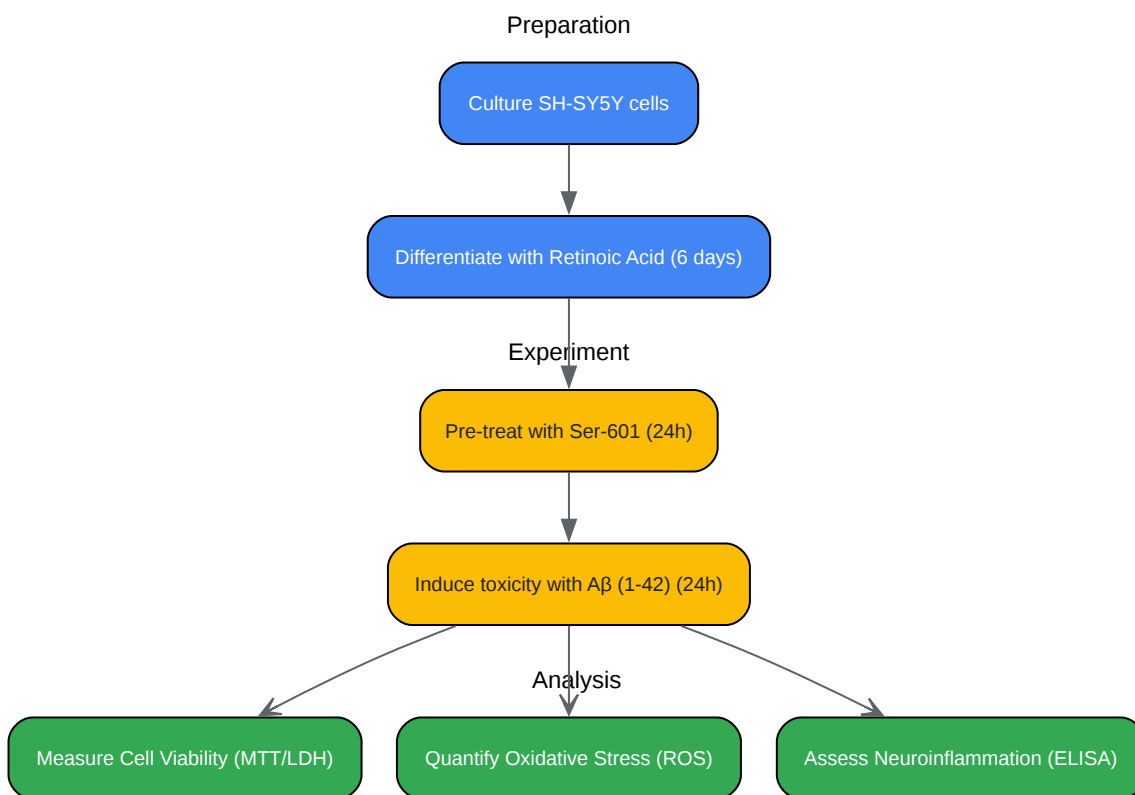 Preparation
Culture SH-SY5Y cells
Differentiate with Retinoic Acid (6 days)
Experiment
Pre-treat with Ser-601 (24h)
Induce toxicity with Aβ (1-42) (24h)
Analysis
Measure Cell Viability (MTT/LDH)
Quantify Oxidative Stress (ROS)
Assess Neuroinflammation (ELISA)